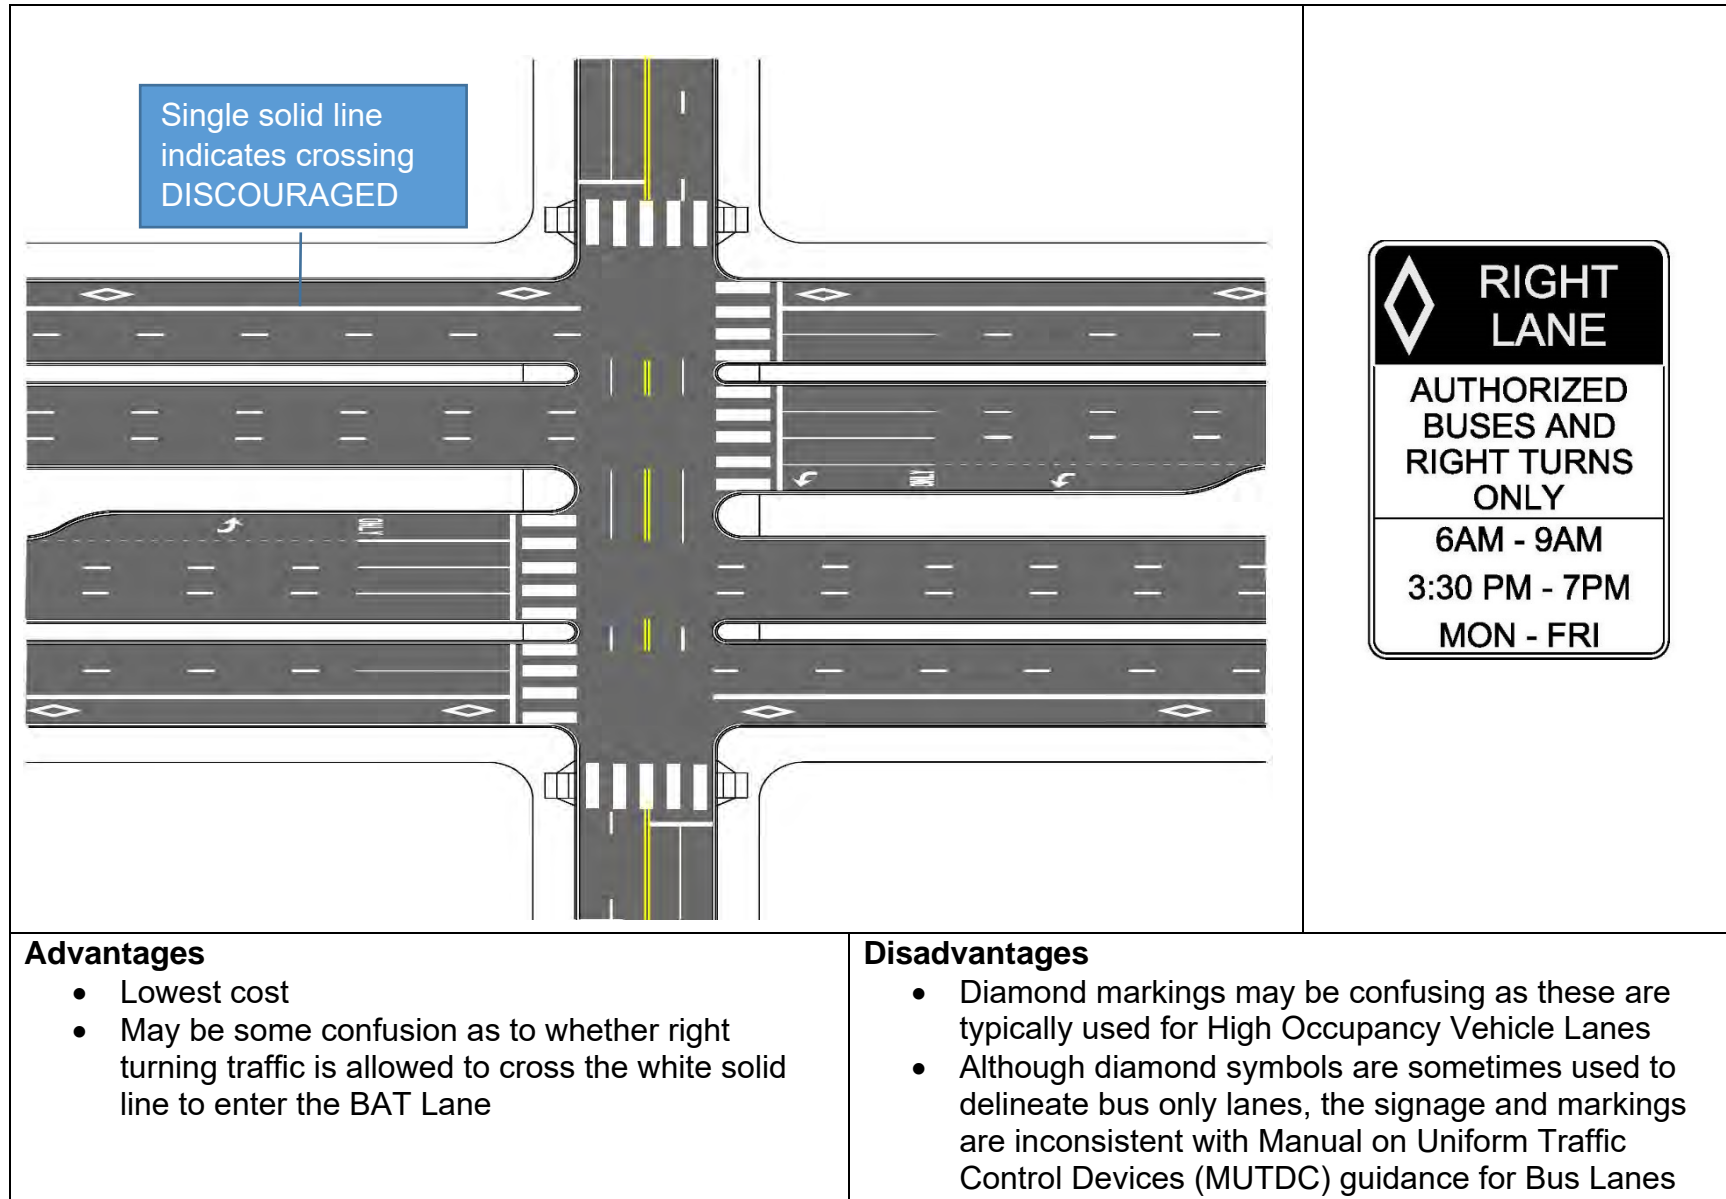 Single solid line
indicates crossing
DISCOURAGED
ONLY
ONLY
RIGHT
LANE
AUTHORIZED
BUSES AND
RIGHT TURNS
ONLY
6AM - 9AM
3:30 PM - 7PM
MON - FRI
Advantages
• Lowest cost
• May be some confusion as to whether right
turning traffic is allowed to cross the white solid
line to enter the BAT Lane
Disadvantages
• Diamond markings may be confusing as these are
typically used for High Occupancy Vehicle Lanes
• Although diamond symbols are sometimes used to
delineate bus only lanes, the signage and markings
are inconsistent with Manual on Uniform Traffic
Control Devices (MUTDC) guidance for Bus Lanes